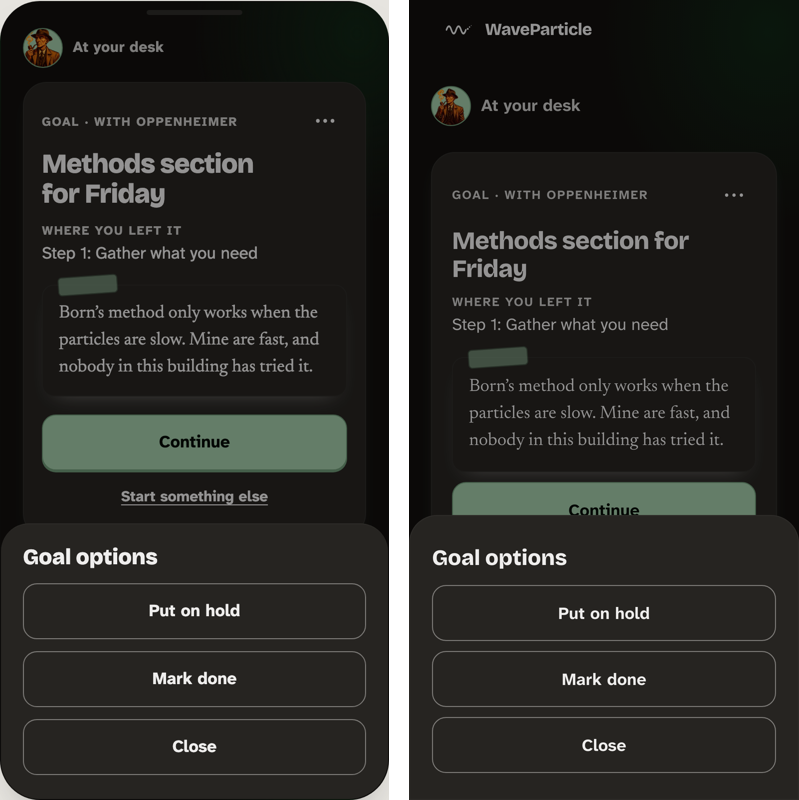 At your desk
GOAL · WITH OPPENHEIMER
Methods section
for Friday
WHERE YOU LEFT IT
Step 1: Gather what you need
Born’s method only works when the
particles are slow. Mine are fast, and
nobody in this building has tried it.
Continue
Start something else
Goal options
Put on hold
Mark done
Close
WaveParticle
At your desk
GOAL · WITH OPPENHEIMER
Methods section for
Friday
WHERE YOU LEFT IT
Step 1: Gather what you need
Born’s method only works when the
particles are slow. Mine are fast, and
nobody in this building has tried it.
Continue
Goal options
Put on hold
Mark done
Close